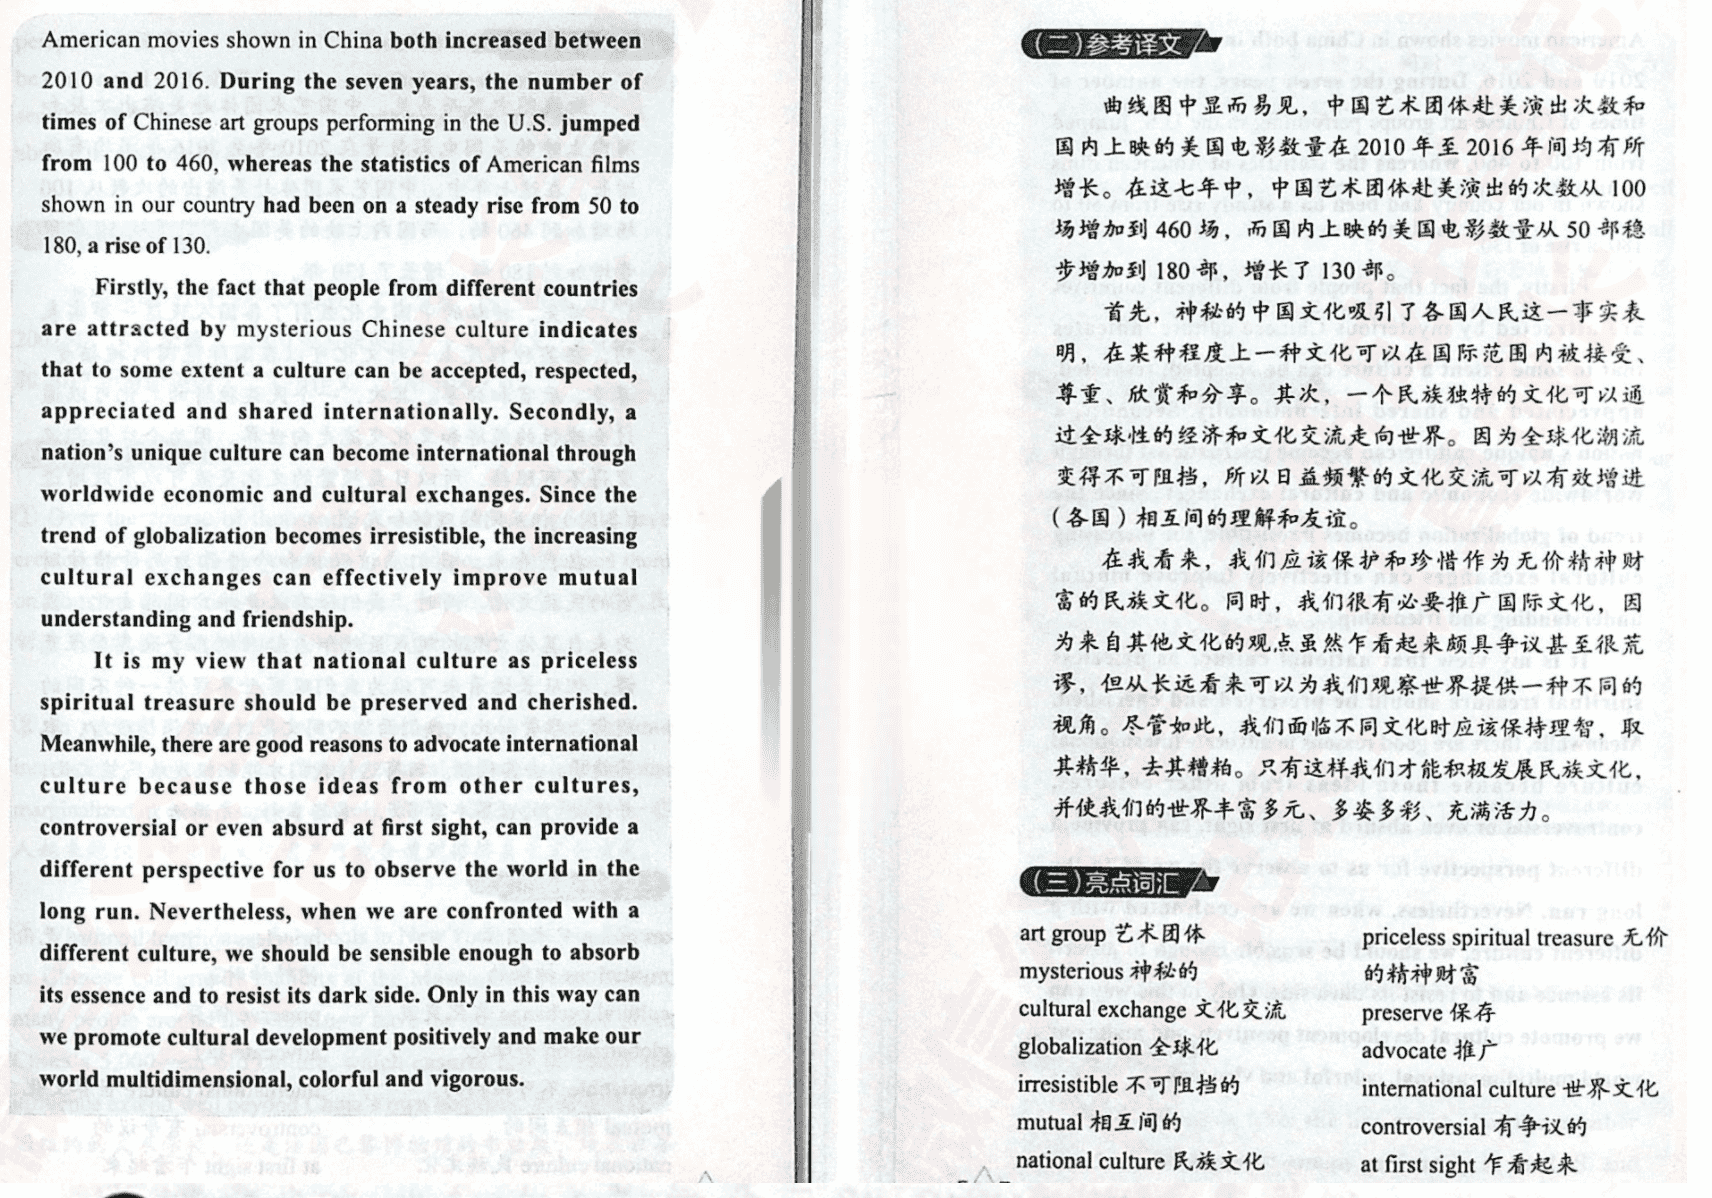 American movies shown in China both increased between
2010 and 2016. During the seven years, the number of
times of Chinese art groups performing in the U.S. jumped
from 100 to 460, whereas the statistics of American films
shown in our country had been on a steady rise from 50 to
180, a rise of 130.
Firstly, the fact that people from different countries
are attracted by mysterious Chinese culture indicates
that to some extent a culture can be accepted, respected,
appreciated and shared internationally. Secondly, a
nation's unique culture can become international through
worldwide economic and cultural exchanges. Since the
trend of globalization becomes irresistible, the increasing
cultural exchanges can effectively improve mutual
understanding and friendship.
It is my view that national culture as priceless
spiritual treasure should be preserved and cherished.
Meanwhile, there are good reasons to advocate international
culture because those ideas from other cultures,
controversial or even absurd at first sight, can provide a
different perspective for us to observe the world in the
long run. Nevertheless, when we are confronted with a
different culture, we should be sensible enough to absorb
its essence and to resist its dark side. Only in this way can
we promote cultural development positively and make our
world multidimensional, colorful and vigorous.
(二)参考译文
曲线图中显而易见，中国艺术团体赴美演出次数和
国内上映的美国电影数量在 2010 年至 2016 年间均有所
增长。在这七年中，中国艺术团体赴美演出的次数从 100
场增加到 460 场，而国内上映的美国电影数量从 50 部稳
步增加到 180 部，增长了 130 部。
首先，神秘的中国文化吸引了各国人民这一事实表
明，在某种程度上一种文化可以在国际范围内被接受、
尊重、欣赏和分享。其次，一个民族独特的文化可以通
过全球性的经济和文化交流走向世界。因为全球化潮流
变得不可阻挡，所以日益频繁的文化交流可以有效增进
（各国）相互间的理解和友谊。
在我看来，我们应该保护和珍惜作为无价精神财
富的民族文化。同时，我们很有必要推广国际文化，因
为来自其他文化的观点虽然乍看起来颇具争议甚至很荒
谬，但从长远看来可以为我们观察世界提供一种不同的
视角。尽管如此，我们面临不同文化时应该保持理智，取
其精华，去其糟粕。只有这样我们才能积极发展民族文化，
并使我们的世界丰富多元、多姿多彩、充满活力。
(三)亮点词汇
art group 艺术团体
mysterious 神秘的
cultural exchange 文化交流
globalization 全球化
irresistible 不可阻挡的
mutual 相互间的
national culture 民族文化
priceless spiritual treasure 无价
的精神财富
preserve 保存
advocate 推广
international culture 世界文化
controversial 有争议的
at first sight 乍看起来